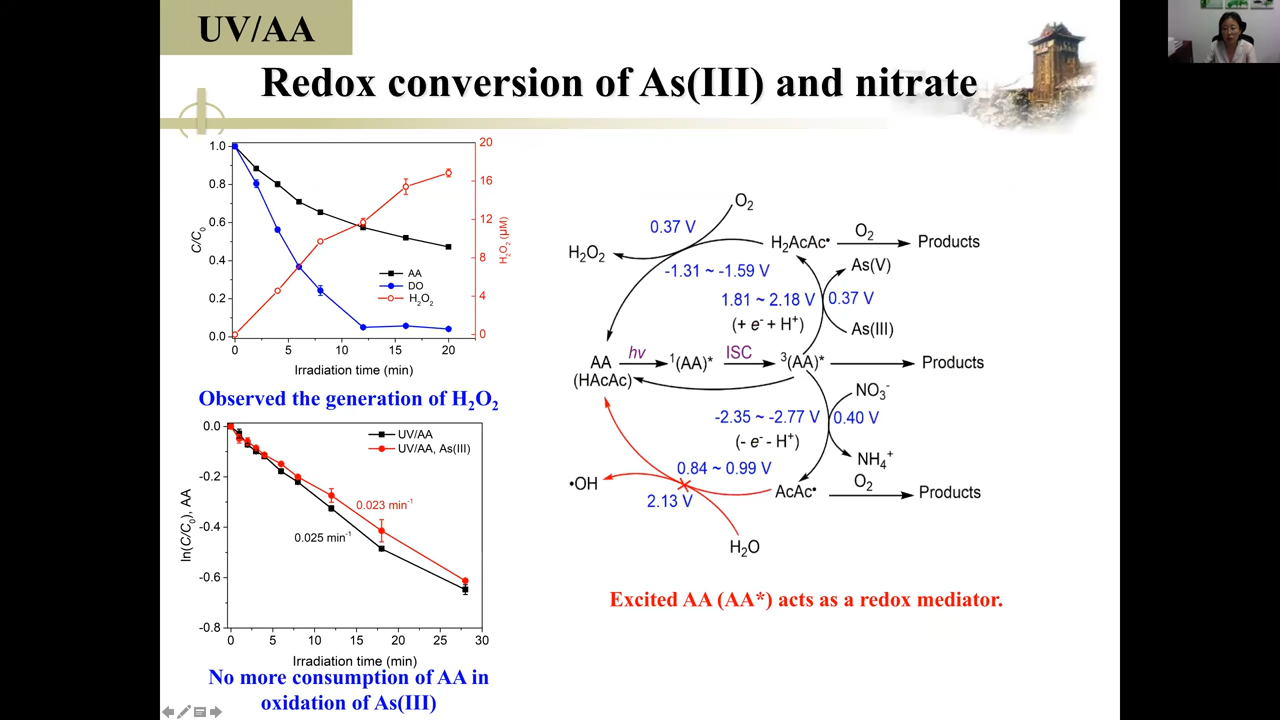 UV/AA
Redox conversion of As(III) and nitrate
1.0
0.8
0.6
0.4
0.2
0.0
C/C₀
20
16
12
8
4
0
H₂O₂ (μM)
AA
DO
H₂O₂
0 5 10 15 20
Irradiation time (min)
Observed the generation of H₂O₂
0.0
-0.2
-0.4
-0.6
-0.8
ln(C/C₀), AA
UV/AA
UV/AA, As(III)
0.023 min⁻¹
0.025 min⁻¹
0 5 10 15 20 25 30
Irradiation time (min)
No more consumption of AA in
oxidation of As(III)
O₂
0.37 V
H₂O₂
H₂AcAc•
O₂
Products
-1.31 ~ -1.59 V
As(V)
1.81 ~ 2.18 V
0.37 V
(+ e⁻ + H⁺)
As(III)
AA
(HAcAc)
hv
¹(AA)*
ISC
³(AA)*
Products
NO₃⁻
-2.35 ~ -2.77 V
0.40 V
(- e⁻ - H⁺)
NH₄⁺
0.84 ~ 0.99 V
•OH
2.13 V
AcAc•
O₂
Products
H₂O
Excited AA (AA*) acts as a redox mediator.